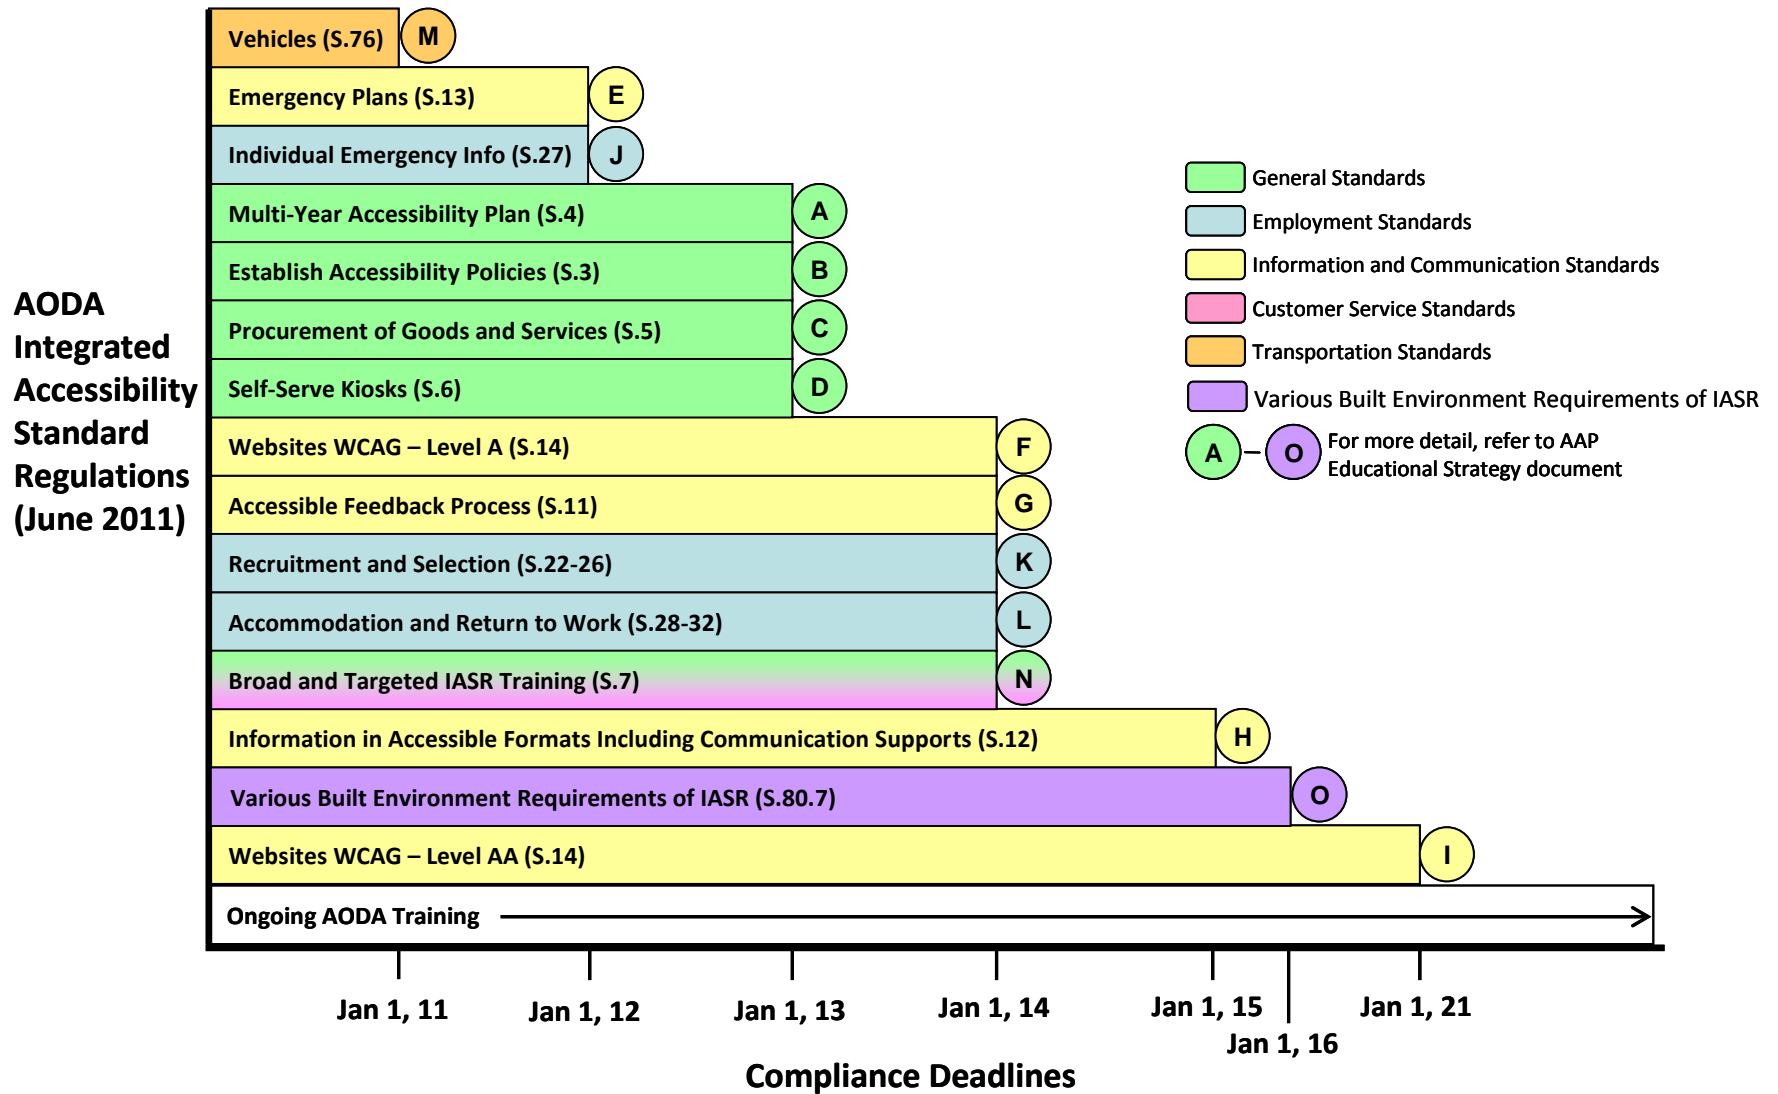 AODA
Integrated
Accessibility
Standard
Regulations
(June 2011)
Vehicles (S.76)
M
Emergency Plans (S.13)
E
Individual Emergency Info (S.27)
J
Multi-Year Accessibility Plan (S.4)
A
Establish Accessibility Policies (S.3)
B
Procurement of Goods and Services (S.5)
C
Self-Serve Kiosks (S.6)
D
Websites WCAG – Level A (S.14)
F
Accessible Feedback Process (S.11)
G
Recruitment and Selection (S.22-26)
K
Accommodation and Return to Work (S.28-32)
L
Broad and Targeted IASR Training (S.7)
N
Information in Accessible Formats Including Communication Supports (S.12)
H
Various Built Environment Requirements of IASR (S.80.7)
O
Websites WCAG – Level AA (S.14)
I
Ongoing AODA Training
General Standards
Employment Standards
Information and Communication Standards
Customer Service Standards
Transportation Standards
Various Built Environment Requirements of IASR
A – O
For more detail, refer to AAP
Educational Strategy document
Jan 1, 11
Jan 1, 12
Jan 1, 13
Jan 1, 14
Jan 1, 15
Jan 1, 16
Jan 1, 21
Compliance Deadlines